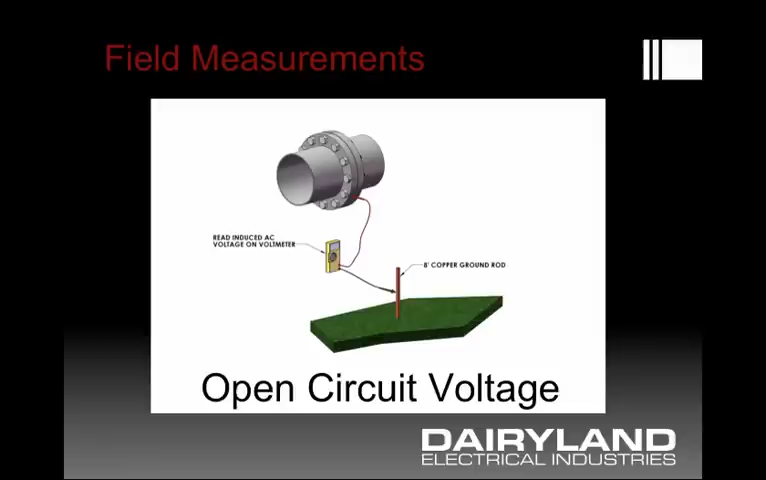 Field Measurements
READ INDUCED AC
VOLTAGE ON VOLTMETER
8' COPPER GROUND ROD
Open Circuit Voltage
DAIRYLAND
ELECTRICAL INDUSTRIES